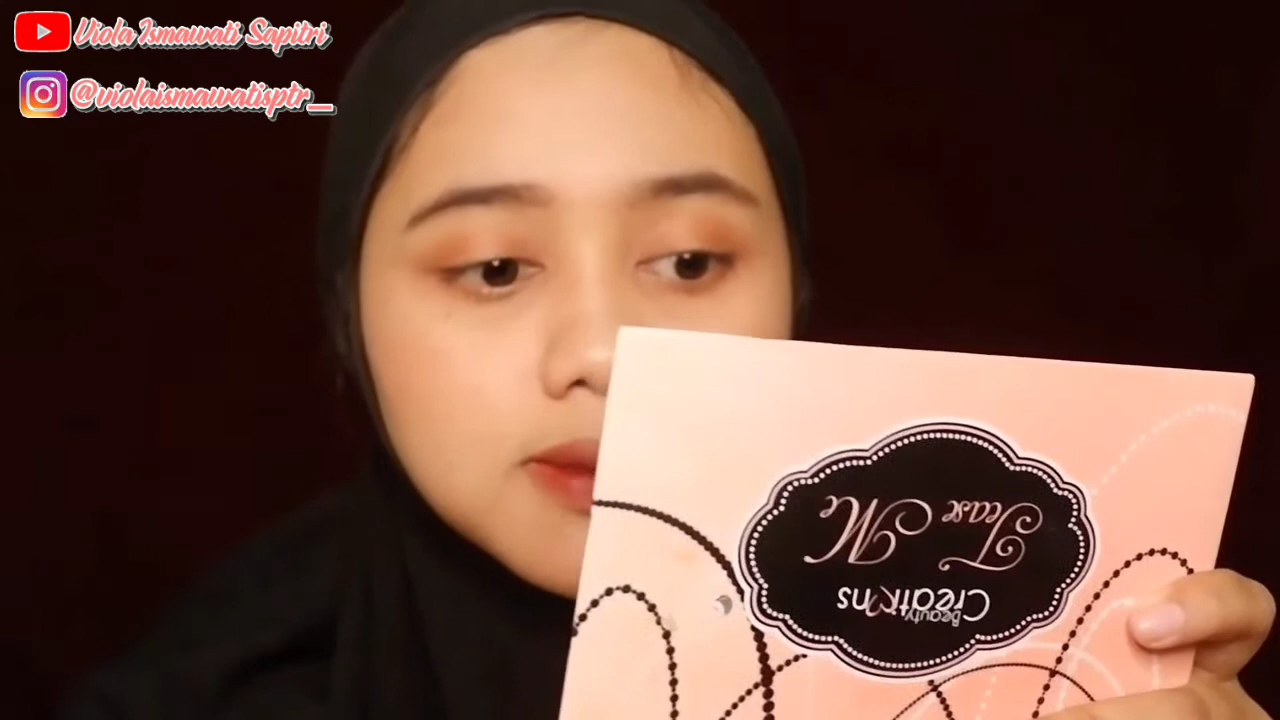 Viola Ismawati Sapitri
@violaismawatisptr_
Tease Me
Beauty
Creations